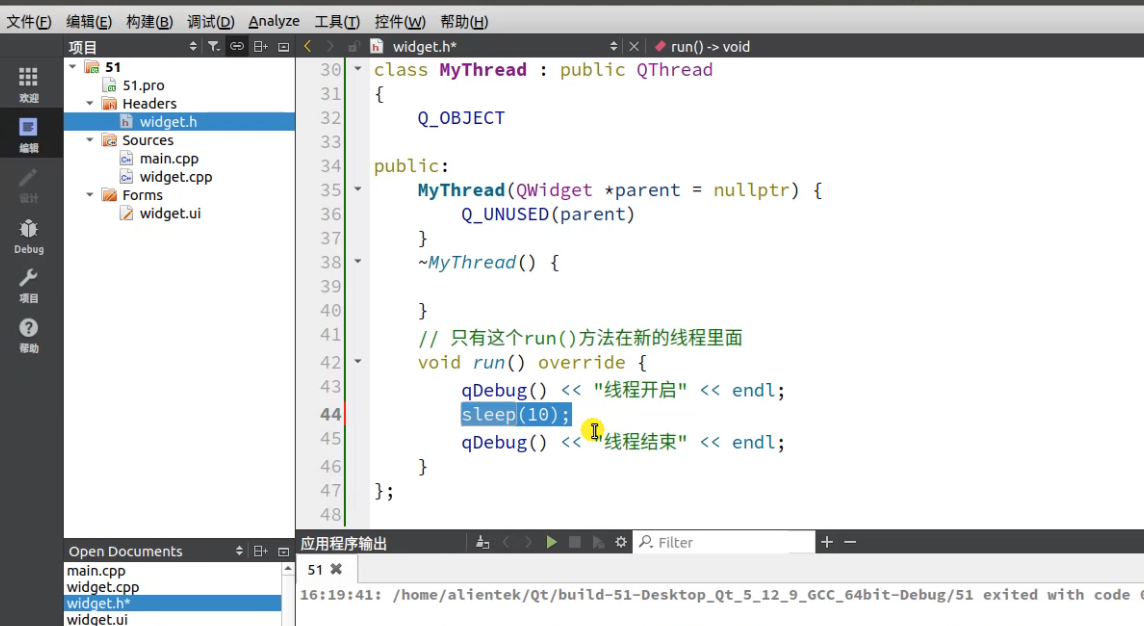 文件(F) 编辑(E) 构建(B) 调试(D) Analyze 工具(T) 控件(W) 帮助(H)
项目
widget.h*
run() -> void
欢迎
编辑
设计
Debug
项目
帮助
51
51.pro
Headers
widget.h
Sources
main.cpp
widget.cpp
Forms
widget.ui
30 class MyThread : public QThread
31 {
32 Q_OBJECT
33
34 public:
35 MyThread(QWidget *parent = nullptr) {
36 Q_UNUSED(parent)
37 }
38 ~MyThread() {
39
40 }
41 // 只有这个run()方法在新的线程里面
42 void run() override {
43 qDebug() << "线程开启" << endl;
44 sleep(10);
45 qDebug() << "线程结束" << endl;
46 }
47 };
48
Open Documents
main.cpp
widget.cpp
widget.h*
widget.ui
应用程序输出
Filter
51
16:19:41: /home/alientek/Qt/build-51-Desktop_Qt_5_12_9_GCC_64bit-Debug/51 exited with code